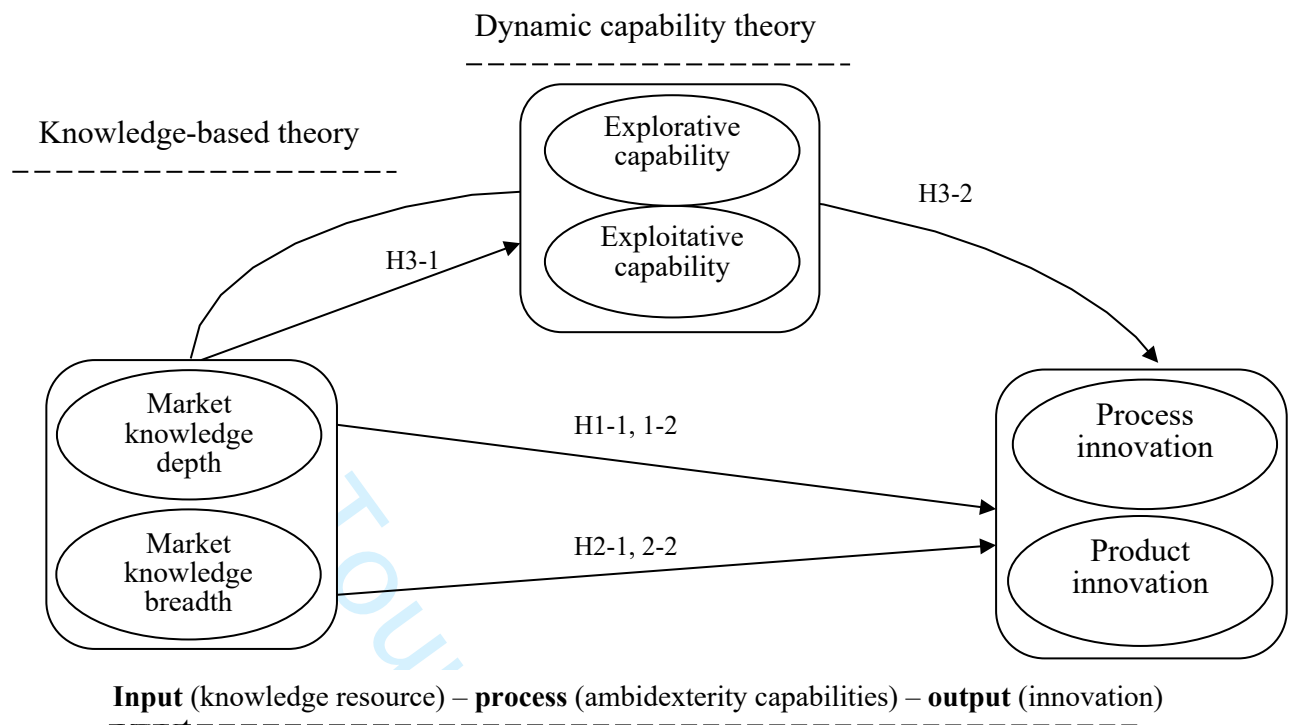 Dynamic capability theory
Knowledge-based theory
Explorative
capability
Exploitative
capability
H3-2
H3-1
Market
knowledge
depth
Market
knowledge
breadth
H1-1, 1-2
H2-1, 2-2
Process
innovation
Product
innovation
Input (knowledge resource) – process (ambidexterity capabilities) – output (innovation)